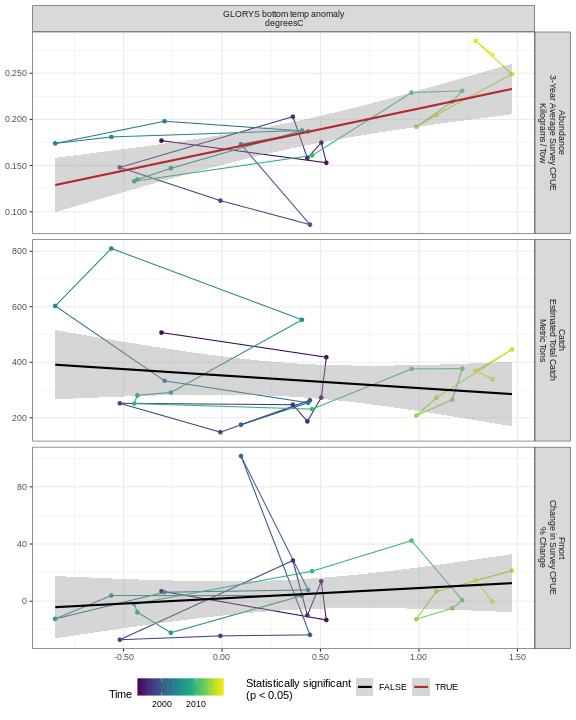 GLORYS bottom temp anomaly
degreesC
0.250
0.200
0.150
0.100
Abundance
3-Year Average Survey CPUE
Kilograms / Tow
800
600
400
200
Catch
Estimated Total Catch
Metric Tons
80
40
0
Fmort
Change in Survey CPUE
% Change
-0.50
0.00
0.50
1.00
1.50
Time
2000
2010
Statistically significant
(p < 0.05)
FALSE
TRUE